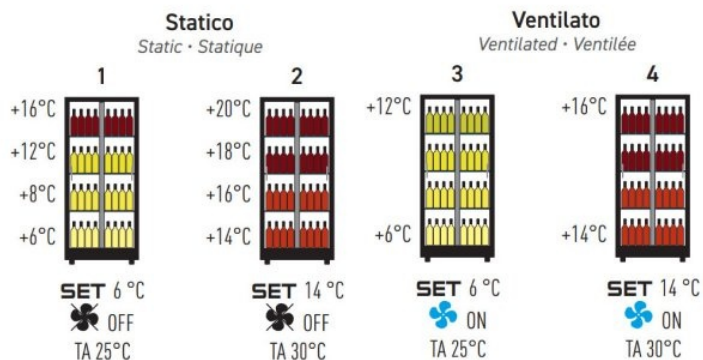 Statico
Static · Statique
Ventilato
Ventilated · Ventilée
1
2
3
4
+16°C
+12°C
+8°C
+6°C
+20°C
+18°C
+16°C
+14°C
+12°C
+6°C
+16°C
+14°C
SET 6 °C
OFF
TA 25°C
SET 14 °C
OFF
TA 30°C
SET 6 °C
ON
TA 25°C
SET 14 °C
ON
TA 30°C